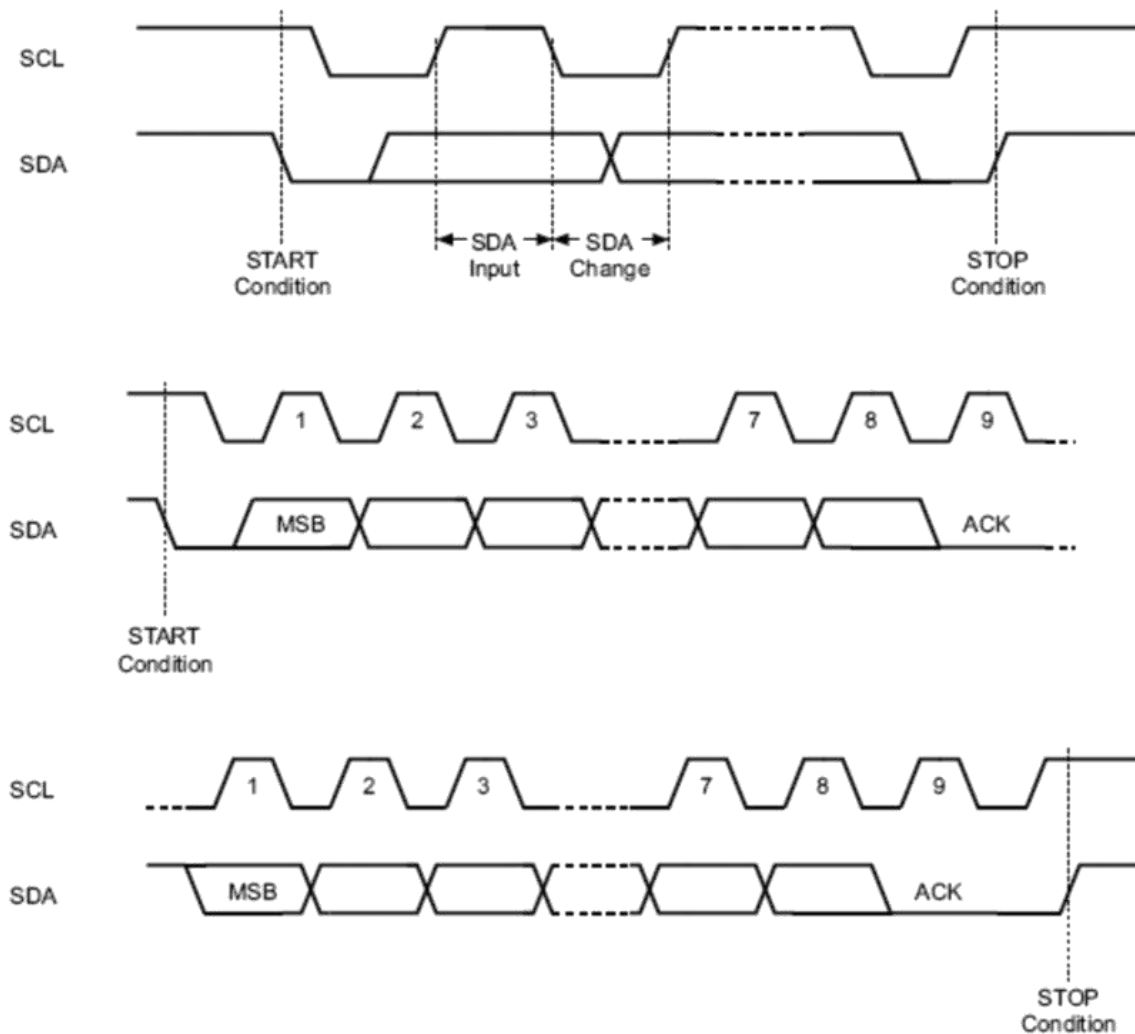 SCL
SDA
SDA
Input
SDA
Change
START
Condition
STOP
Condition
SCL
1
2
3
7
8
9
SDA
MSB
ACK
START
Condition
SCL
1
2
3
7
8
9
SDA
MSB
ACK
STOP
Condition